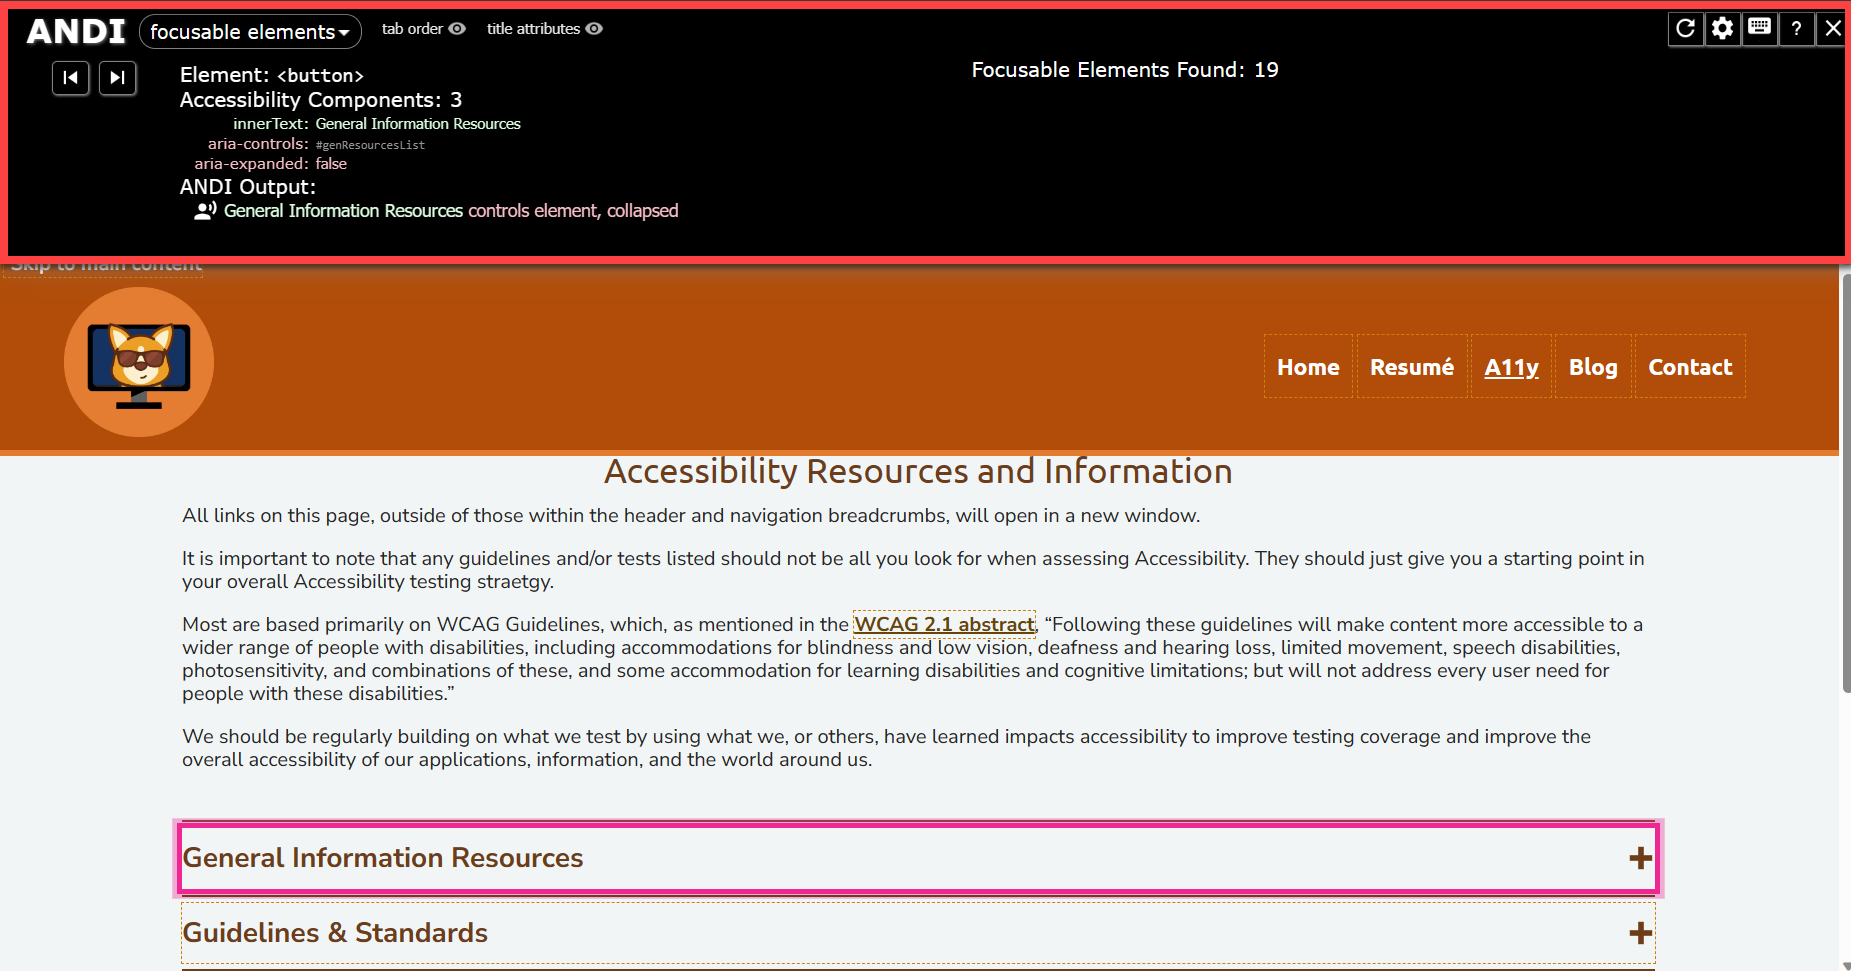 ANDI focusable elements tab order title attributes ?
Element: <button>
Focusable Elements Found: 19
Accessibility Components: 3
innerText: General Information Resources
aria-controls: #genResourcesList
aria-expanded: false
ANDI Output:
General Information Resources controls element, collapsed
Skip to main content
Home Resumé A11y Blog Contact
Accessibility Resources and Information
All links on this page, outside of those within the header and navigation breadcrumbs, will open in a new window.
It is important to note that any guidelines and/or tests listed should not be all you look for when assessing Accessibility. They should just give you a starting point in
your overall Accessibility testing straetgy.
Most are based primarily on WCAG Guidelines, which, as mentioned in the WCAG 2.1 abstract, “Following these guidelines will make content more accessible to a
wider range of people with disabilities, including accommodations for blindness and low vision, deafness and hearing loss, limited movement, speech disabilities,
photosensitivity, and combinations of these, and some accommodation for learning disabilities and cognitive limitations; but will not address every user need for
people with these disabilities.”
We should be regularly building on what we test by using what we, or others, have learned impacts accessibility to improve testing coverage and improve the
overall accessibility of our applications, information, and the world around us.
General Information Resources
Guidelines & Standards